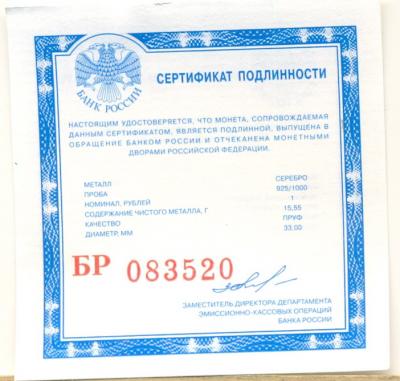 СЕРТИФИКАТ ПОДЛИННОСТИ
БАНК РОССИИ
НАСТОЯЩИМ УДОСТОВЕРЯЕТСЯ, ЧТО МОНЕТА, СОПРОВОЖДАЕМАЯ
ДАННЫМ СЕРТИФИКАТОМ, ЯВЛЯЕТСЯ ПОДЛИННОЙ, ВЫПУЩЕНА В
ОБРАЩЕНИЕ БАНКОМ РОССИИ И ОТЧЕКАНЕНА МОНЕТНЫМИ
ДВОРАМИ РОССИЙСКОЙ ФЕДЕРАЦИИ.
МЕТАЛЛ СЕРЕБРО
ПРОБА 925/1000
НОМИНАЛ, РУБЛЕЙ 1
СОДЕРЖАНИЕ ЧИСТОГО МЕТАЛЛА, Г 15,55
КАЧЕСТВО ПРУФ
ДИАМЕТР, ММ 33,00
БР 083520
ЗАМЕСТИТЕЛЬ ДИРЕКТОРА ДЕПАРТАМЕНТА
ЭМИССИОННО-КАССОВЫХ ОПЕРАЦИЙ
БАНКА РОССИИ